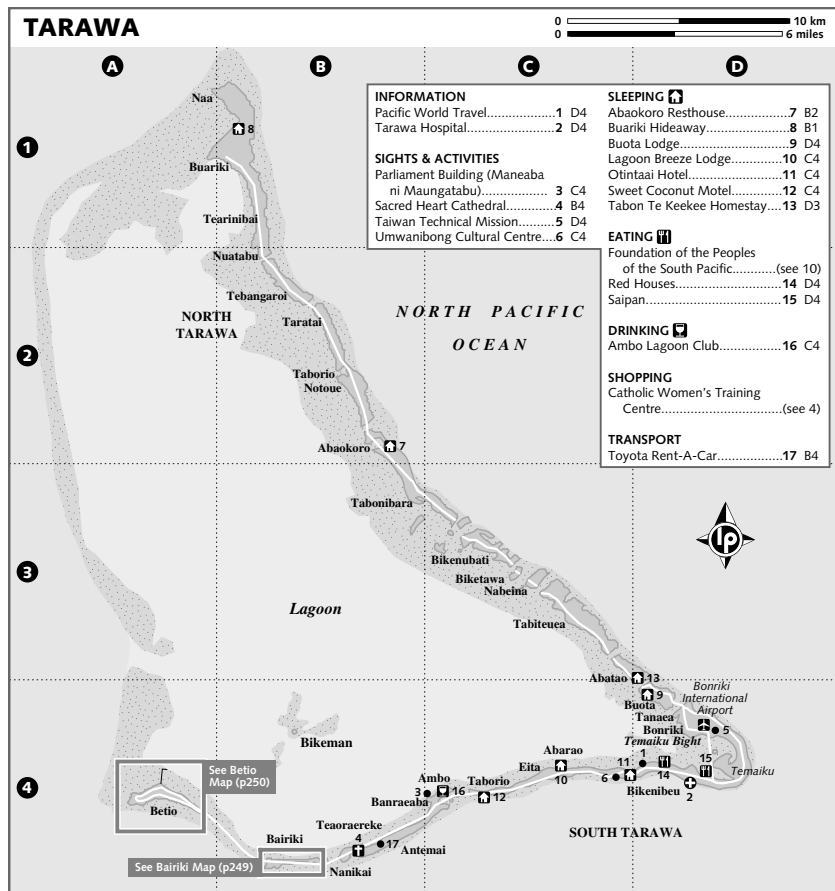 TARAWA
0 10 km
0 6 miles
A B C D
1
2
3
4
INFORMATION
Pacific World Travel....................1 D4
Tarawa Hospital..........................2 D4
SIGHTS & ACTIVITIES
Parliament Building (Maneaba
ni Maungatabu)...................... 3 C4
Sacred Heart Cathedral...............4 B4
Taiwan Technical Mission...........5 D4
Umwanibong Cultural Centre....6 C4
SLEEPING
Abaokoro Resthouse.................7 B2
Buariki Hideaway......................8 B1
Buota Lodge..............................9 D4
Lagoon Breeze Lodge..............10 C4
Otintaai Hotel..........................11 C4
Sweet Coconut Motel..............12 C4
Tabon Te Keekee Homestay....13 D3
EATING
Foundation of the Peoples
of the South Pacific..........(see 10)
Red Houses..............................14 D4
Saipan......................................15 D4
DRINKING
Ambo Lagoon Club.................16 C4
SHOPPING
Catholic Women's Training
Centre..................................(see 4)
TRANSPORT
Toyota Rent-A-Car..................17 B4
Naa
8
Buariki
Tearinibai
Nuatabu
Tebangaroi
NORTH
TARAWA
Taratai
NORTH PACIFIC
OCEAN
Taborio
Notoue
Abaokoro
7
Tabonibara
lp
Bikenubati
Biketawa
Nabeina
Lagoon
Tabiteuea
Abatao
13
Buota
9
Bonriki
International
Airport
Tanaea
Bonriki
5
Temaiku Bight
Bikeman
Abarao
1
15
See Betio
Map (p250)
Ambo
Taborio
Eita
11
Temaiku
3
16
12
10
6
14
2
Banraeaba
Bikenibeu
Betio
Teaoraereke
SOUTH TARAWA
Bairiki
4
17
Antemai
See Bairiki Map (p249)
Nanikai